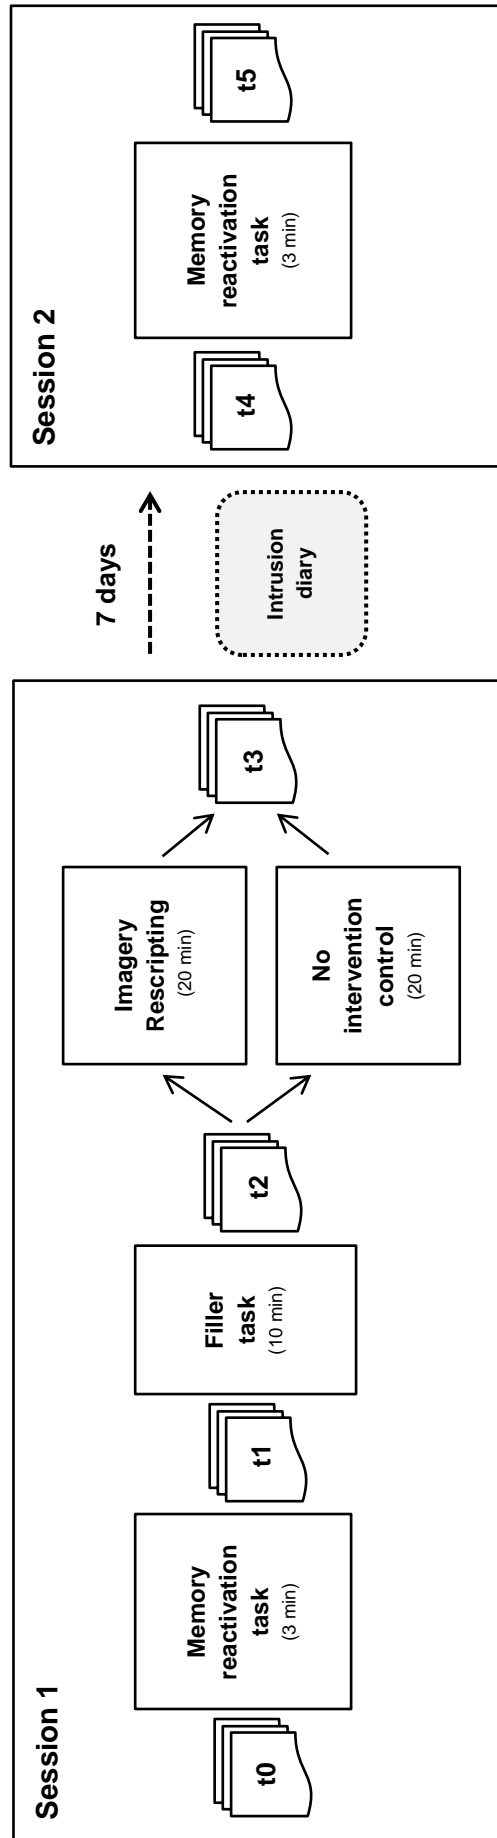 Session 1
t0
Memory
reactivation
task
(3 min)
t1
Filler
task
(10 min)
t2
Imagery
Rescripting
(20 min)
No
intervention
control
(20 min)
t3
7 days
Intrusion
diary
Session 2
t4
Memory
reactivation
task
(3 min)
t5